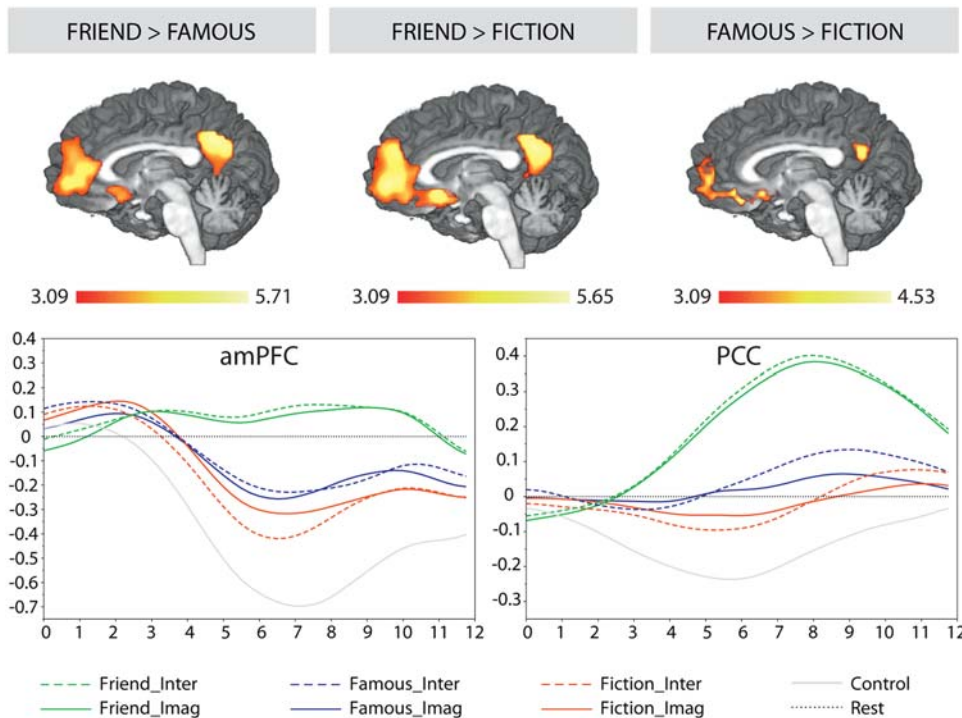 FRIEND > FAMOUS
FRIEND > FICTION
FAMOUS > FICTION
3.09 5.71
3.09 5.65
3.09 4.53
amPFC
0.4
0.3
0.2
0.1
0
-0.1
-0.2
-0.3
-0.4
-0.5
-0.6
-0.7
0 1 2 3 4 5 6 7 8 9 10 11 12
PCC
0.4
0.3
0.2
0.1
0
-0.1
-0.2
-0.3
0 1 2 3 4 5 6 7 8 9 10 11 12
Friend_Inter Famous_Inter Fiction_Inter Control
Friend_Imag Famous_Imag Fiction_Imag Rest